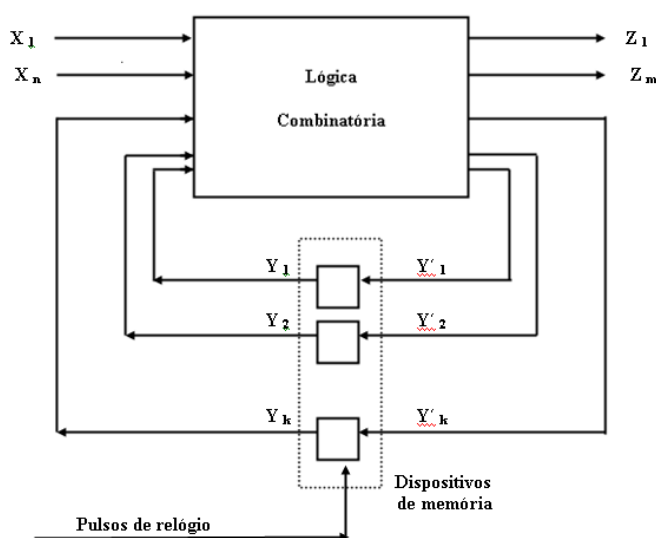 X 1
Z 1
X n
Z m
Lógica
Combinatória
Y 1
Y´ 1
Y 2
Y´ 2
Y k
Y´ k
Dispositivos
de memória
Pulsos de relógio